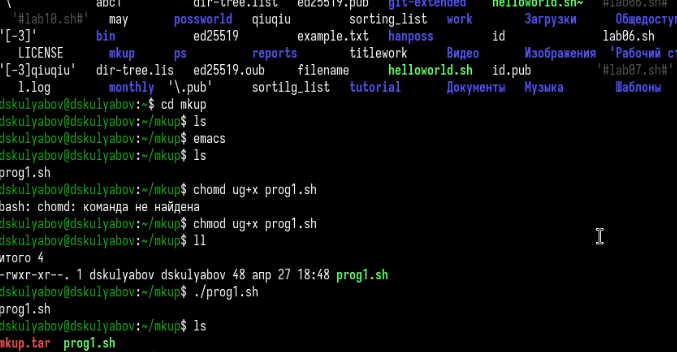 '\ abc1 dir-tree.list ed25519.pub git-extended helloworld.sh~ '#lab06.sh#'
'#lab10.sh#' may possworld qiuqiu sorting_list work Загрузки Общедосту
'[-3]' bin ed25519 example.txt hanposs id lab06.sh
LICENSE mkup ps reports titlework Видео Изображения 'Рабочий ст
'[-3]qiuqiu' dir-tree.lis ed25519.oub filename helloworld.sh id.pub '#lab07.sh#'
l.log monthly '\.pub' sortilg_list tutorial Документы Музыка Шаблоны
dskulyabov@dskulyabov:~$ cd mkup
dskulyabov@dskulyabov:~/mkup$ ls
dskulyabov@dskulyabov:~/mkup$ emacs
dskulyabov@dskulyabov:~/mkup$ ls
prog1.sh
dskulyabov@dskulyabov:~/mkup$ chomd ug+x prog1.sh
bash: chomd: команда не найдена
dskulyabov@dskulyabov:~/mkup$ chmod ug+x prog1.sh
dskulyabov@dskulyabov:~/mkup$ ll
итого 4
-rwxr-xr--. 1 dskulyabov dskulyabov 48 апр 27 18:48 prog1.sh
dskulyabov@dskulyabov:~/mkup$ ./prog1.sh
prog1.sh
dskulyabov@dskulyabov:~/mkup$ ls
mkup.tar prog1.sh